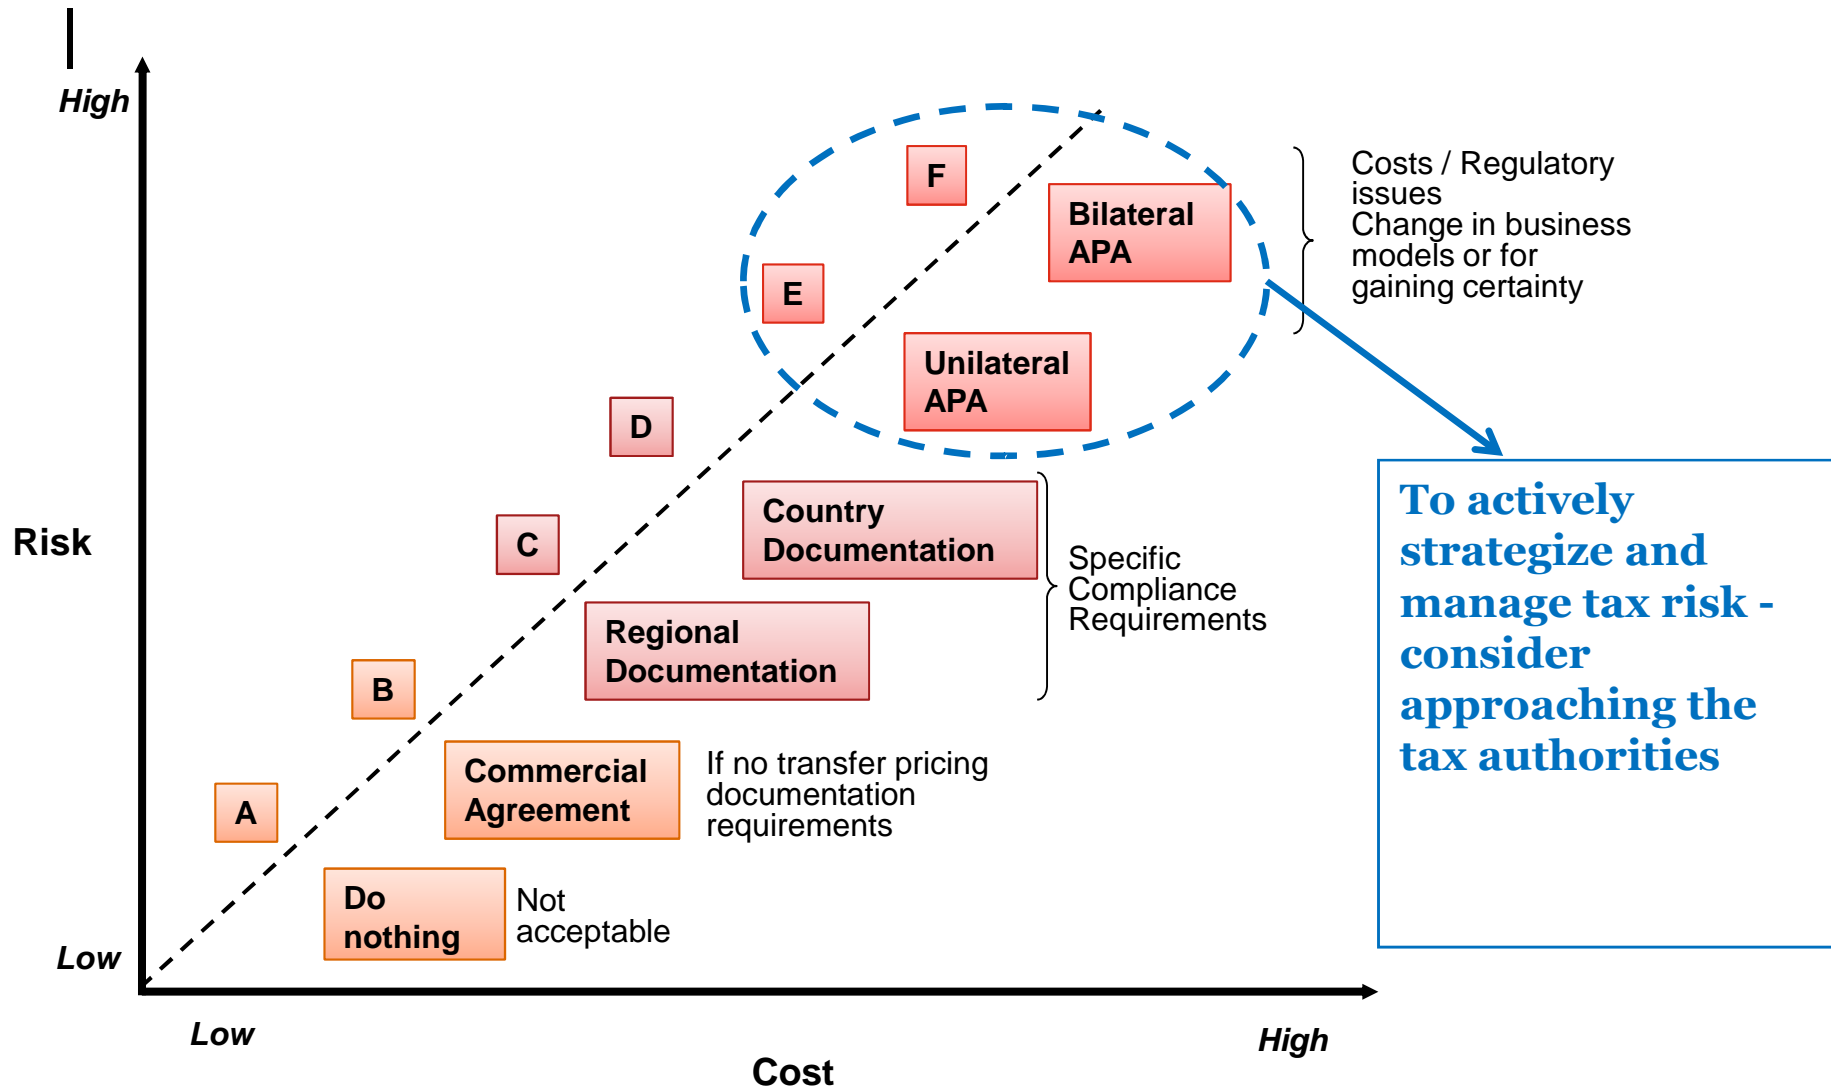 High
F
Bilateral
APA
Costs / Regulatory
issues
Change in business
models or for
gaining certainty
E
Unilateral
APA
D
To actively
strategize and
manage tax risk -
consider
approaching the
tax authorities
Country
Documentation
C
Risk
Specific
Compliance
Requirements
Regional
Documentation
B
Commercial
Agreement
If no transfer pricing
documentation
requirements
A
Do
nothing
Not
acceptable
Low
Low
High
Cost